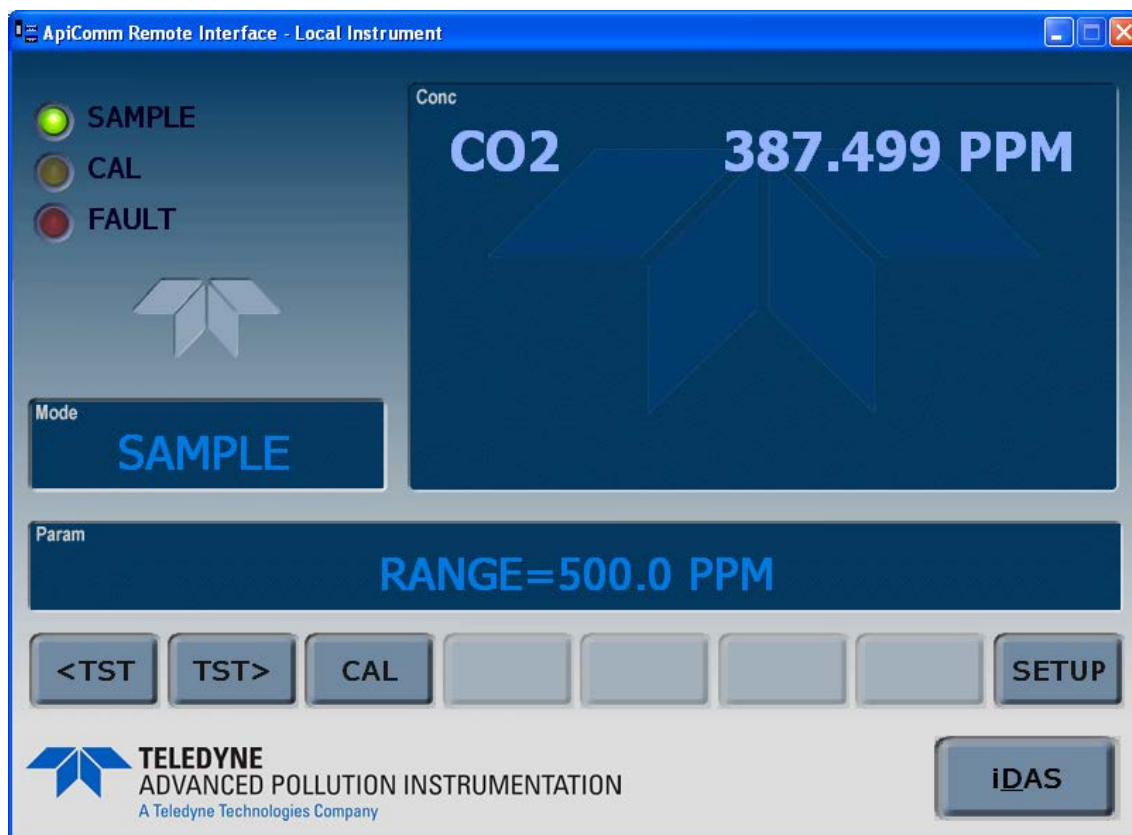 ApiComm Remote Interface - Local Instrument
SAMPLE
CAL
FAULT
Conc
CO2 387.499 PPM
Mode
SAMPLE
Param
RANGE=500.0 PPM
<TST TST> CAL SETUP
TELEDYNE
ADVANCED POLLUTION INSTRUMENTATION
A Teledyne Technologies Company
iDAS